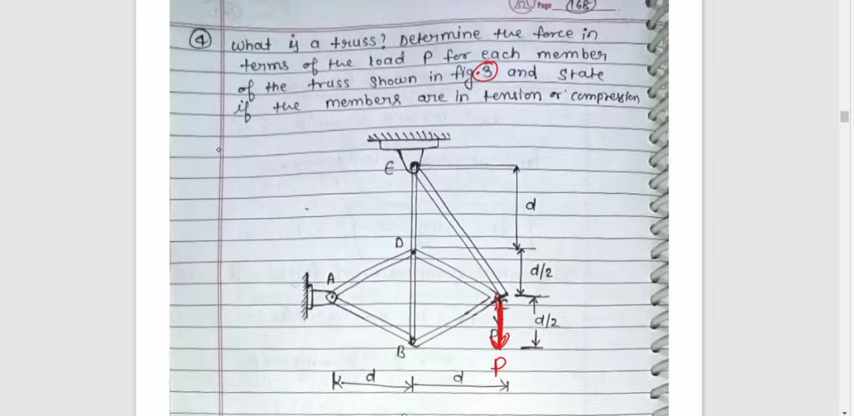 Page 168
④ What is a truss? Determine the force in
terms of the load P for each member
of the truss shown in fig.3 and state
if the members are in tension or compression
E
d
D
d/2
A
C
d/2
B
P
d
d